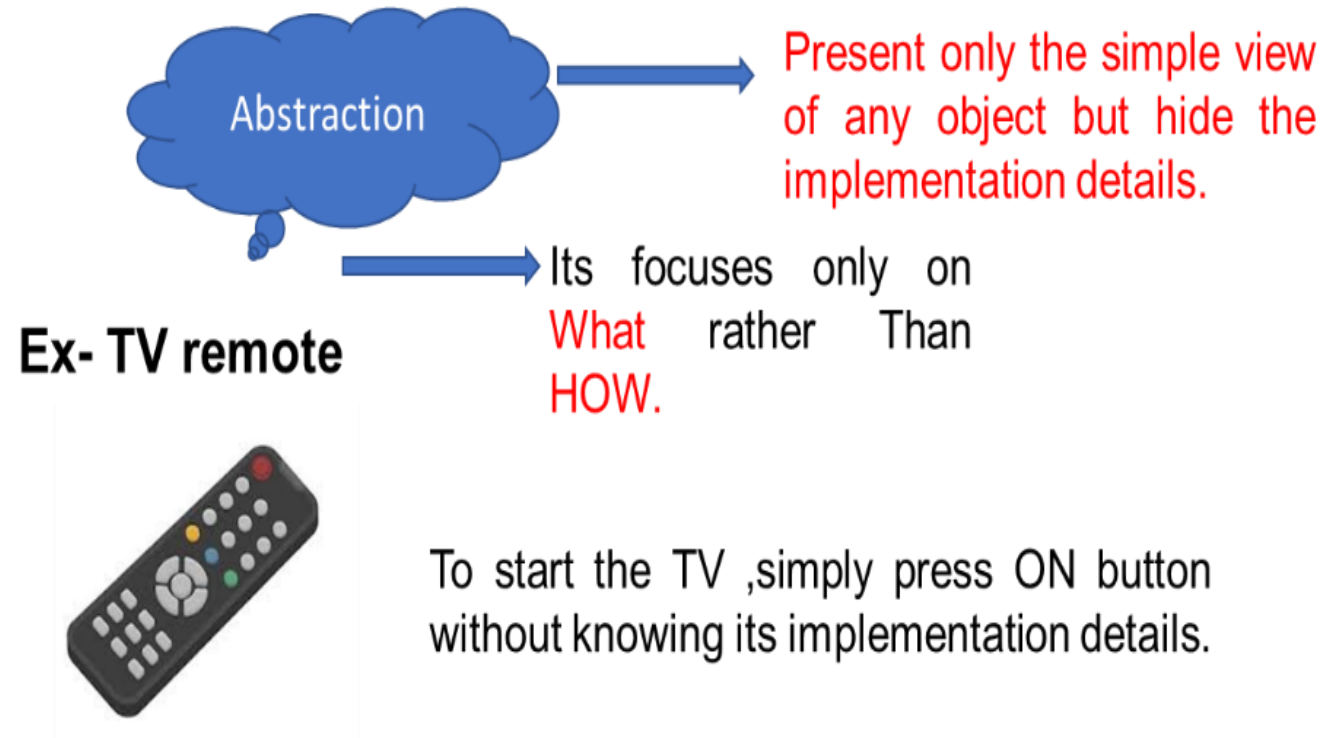 Abstraction
Present only the simple view
of any object but hide the
implementation details.
Its focuses only on
What rather Than
HOW.
Ex- TV remote
To start the TV ,simply press ON button
without knowing its implementation details.